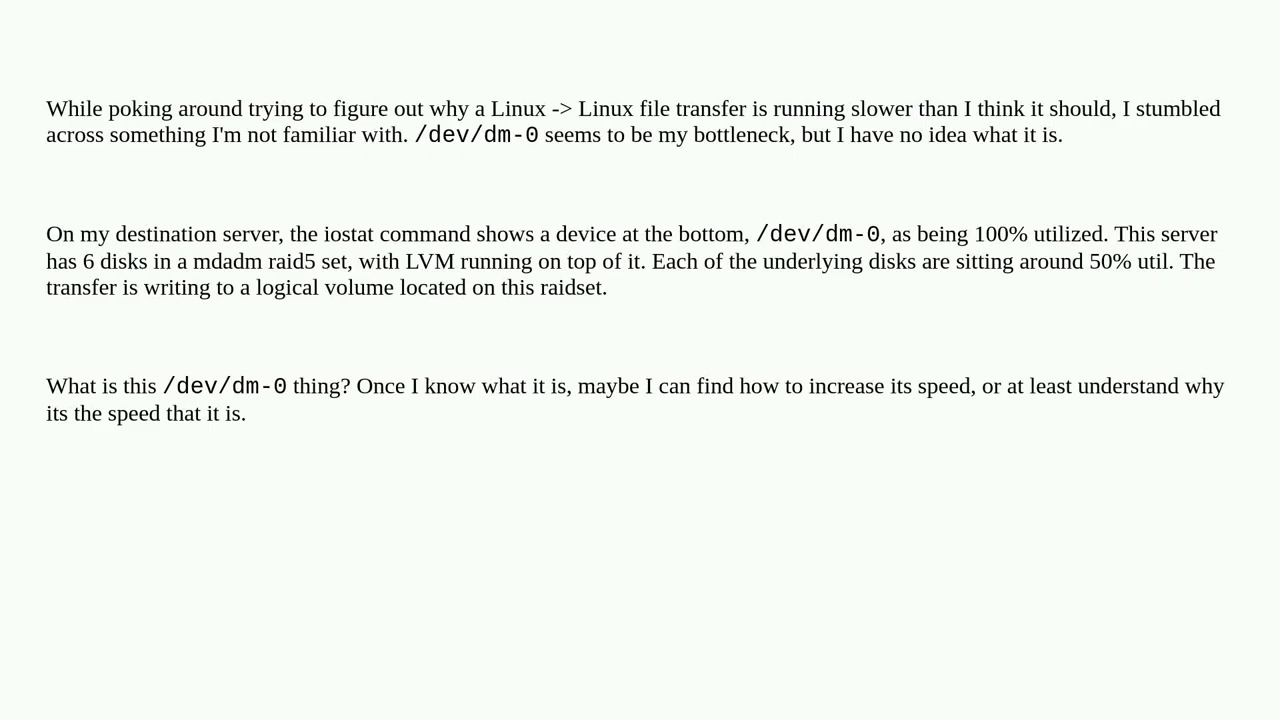 While poking around trying to figure out why a Linux -> Linux file transfer is running slower than I think it should, I stumbled
across something I'm not familiar with. /dev/dm-0 seems to be my bottleneck, but I have no idea what it is.
On my destination server, the iostat command shows a device at the bottom, /dev/dm-0, as being 100% utilized. This server
has 6 disks in a mdadm raid5 set, with LVM running on top of it. Each of the underlying disks are sitting around 50% util. The
transfer is writing to a logical volume located on this raidset.
What is this /dev/dm-0 thing? Once I know what it is, maybe I can find how to increase its speed, or at least understand why
its the speed that it is.